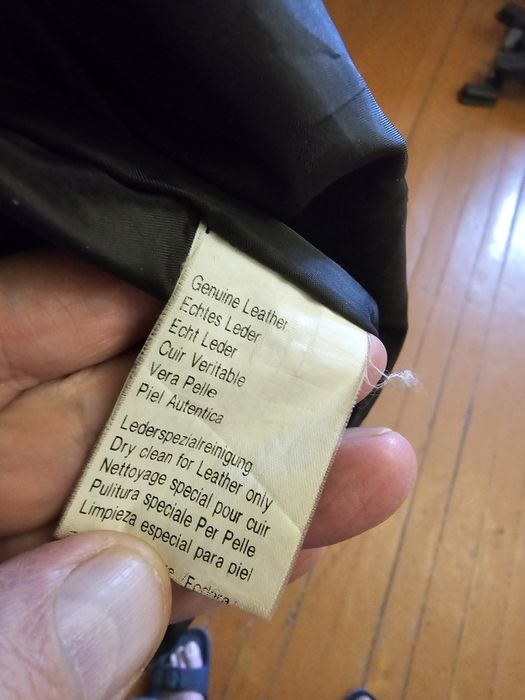 Genuine Leather
Echtes Leder
Echt Leder
Cuir Veritable
Vera Pelle
Piel Autentica
Lederspezialreinigung
Dry clean for Leather only
Nettoyage special pour cuir
Pulitura speciale Per Pelle
Limpieza especial para piel